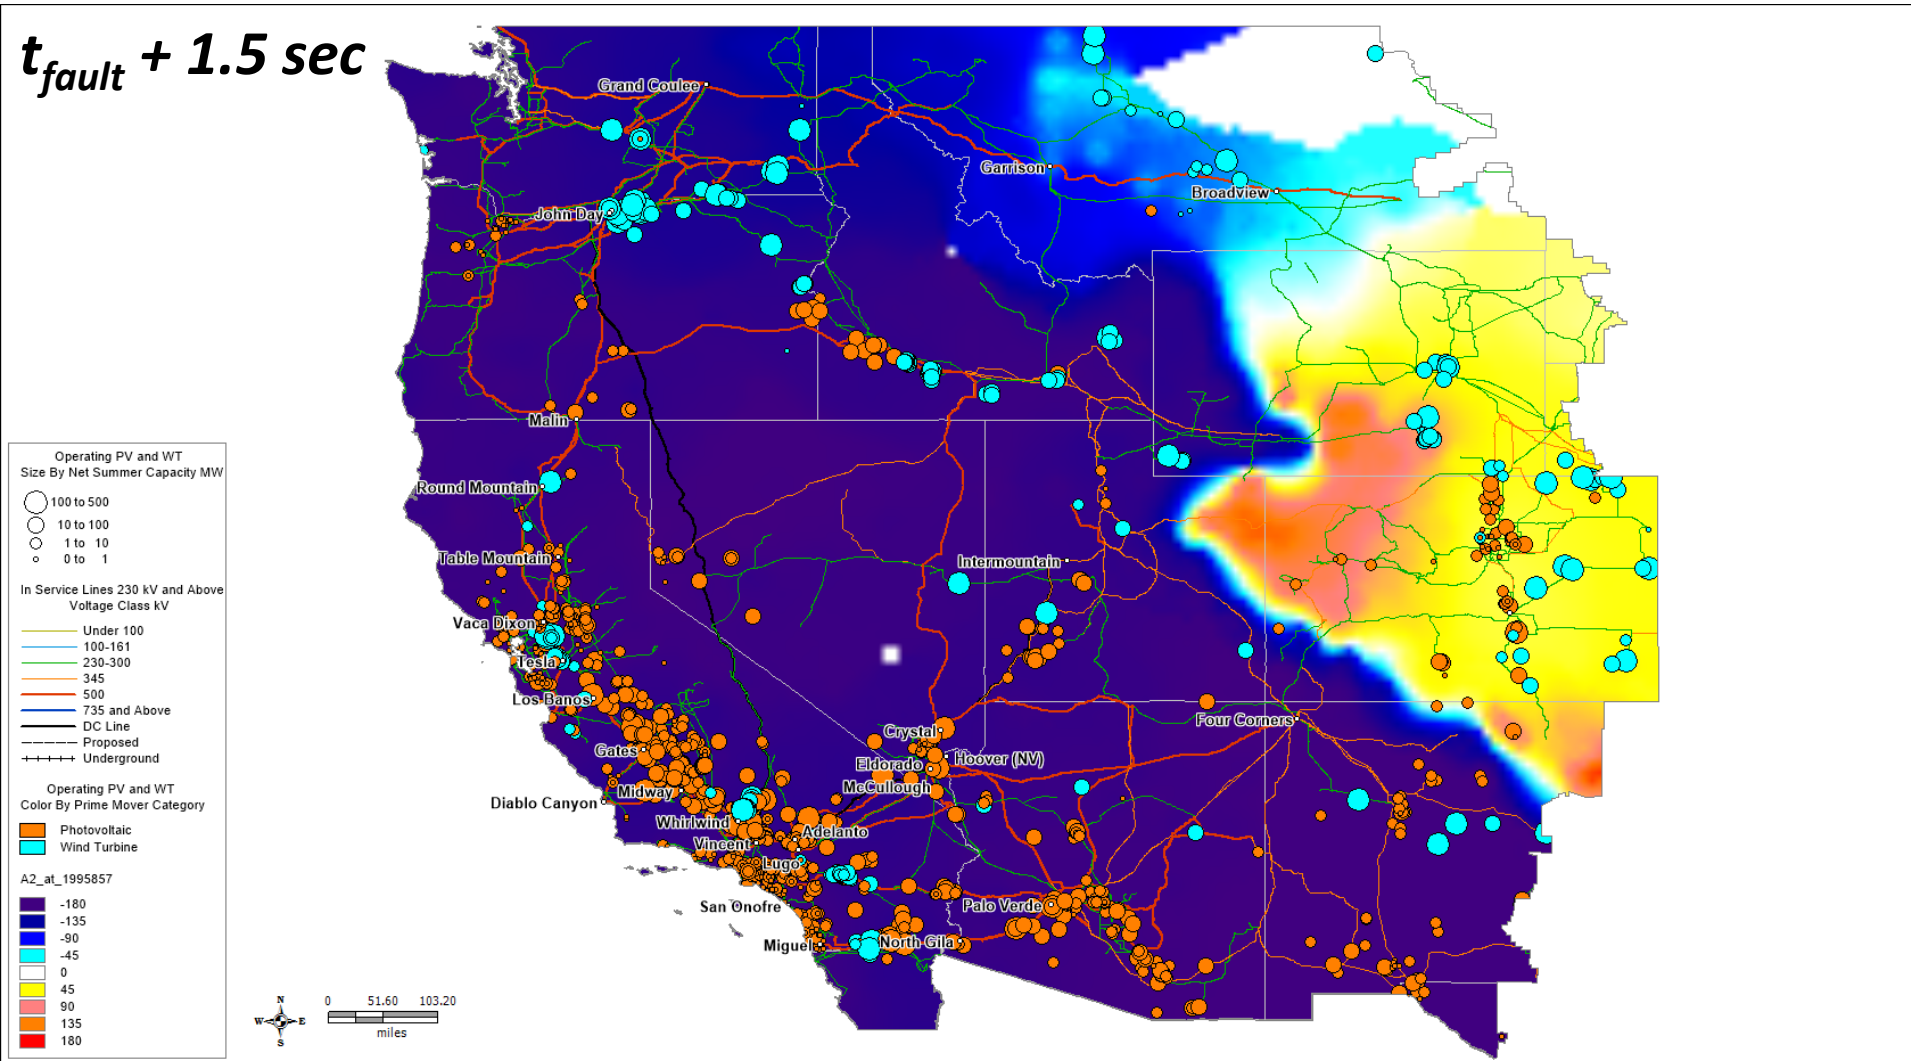 t_fault + 1.5 sec
Grand Coulee
Garrison
Broadview
John Day
Malin
Round Mountain
Table Mountain
Intermountain
Vaca Dixon
Tesla
Los Banos
Four Corners
Crystal
Gates
Hoover (NV)
Eldorado
McCullough
Midway
Diablo Canyon
Whirlwind
Adelanto
Vincent
Lugo
San Onofre
Palo Verde
Miguel
North Gila
Operating PV and WT
Size By Net Summer Capacity MW
100 to 500
10 to 100
1 to 10
0 to 1
In Service Lines 230 kV and Above
Voltage Class kV
Under 100
100-161
230-300
345
500
735 and Above
DC Line
Proposed
Underground
Operating PV and WT
Color By Prime Mover Category
Photovoltaic
Wind Turbine
A2_at_1995857
-180
-135
-90
-45
0
45
90
135
180
N
W E
S
0 51.60 103.20
miles